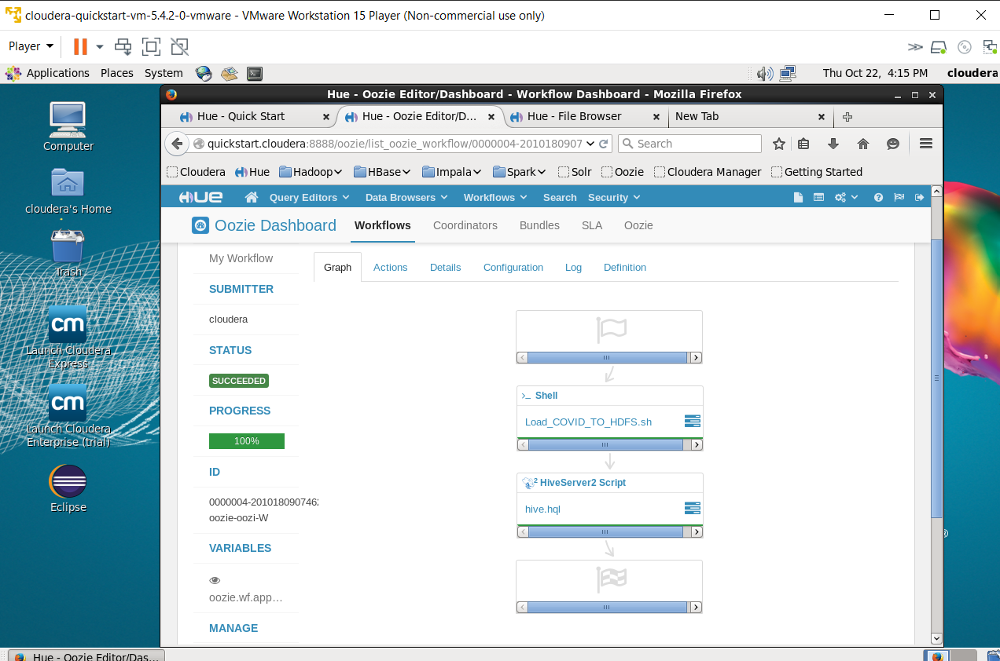 cloudera-quickstart-vm-5.4.2-0-vmware - VMware Workstation 15 Player (Non-commercial use only)
Player
Applications Places System Thu Oct 22, 4:15 PM cloudera
Computer
cloudera's Home
Trash
Launch Cloudera
Express
Launch Cloudera
Enterprise (trial)
Eclipse
cm
cm
Hue - Oozie Editor/Dashboard - Workflow Dashboard - Mozilla Firefox
Hue - Quick Start Hue - Oozie Editor/D... Hue - File Browser New Tab
quickstart.cloudera:8888/oozie/list_oozie_workflow/0000004-2010180907 Search
Cloudera Hue Hadoop HBase Impala Spark Solr Oozie Cloudera Manager Getting Started
HUE Query Editors Data Browsers Workflows Search Security
Oozie Dashboard Workflows Coordinators Bundles SLA Oozie
My Workflow
SUBMITTER
cloudera
STATUS
SUCCEEDED
PROGRESS
100%
ID
0000004-201018090746
oozie-oozi-W
VARIABLES
oozie.wf.app…
MANAGE
Graph Actions Details Configuration Log Definition
>_ Shell
Load_COVID_TO_HDFS.sh
2 HiveServer2 Script
hive.hql
®
Hue - Oozie Editor/Das...